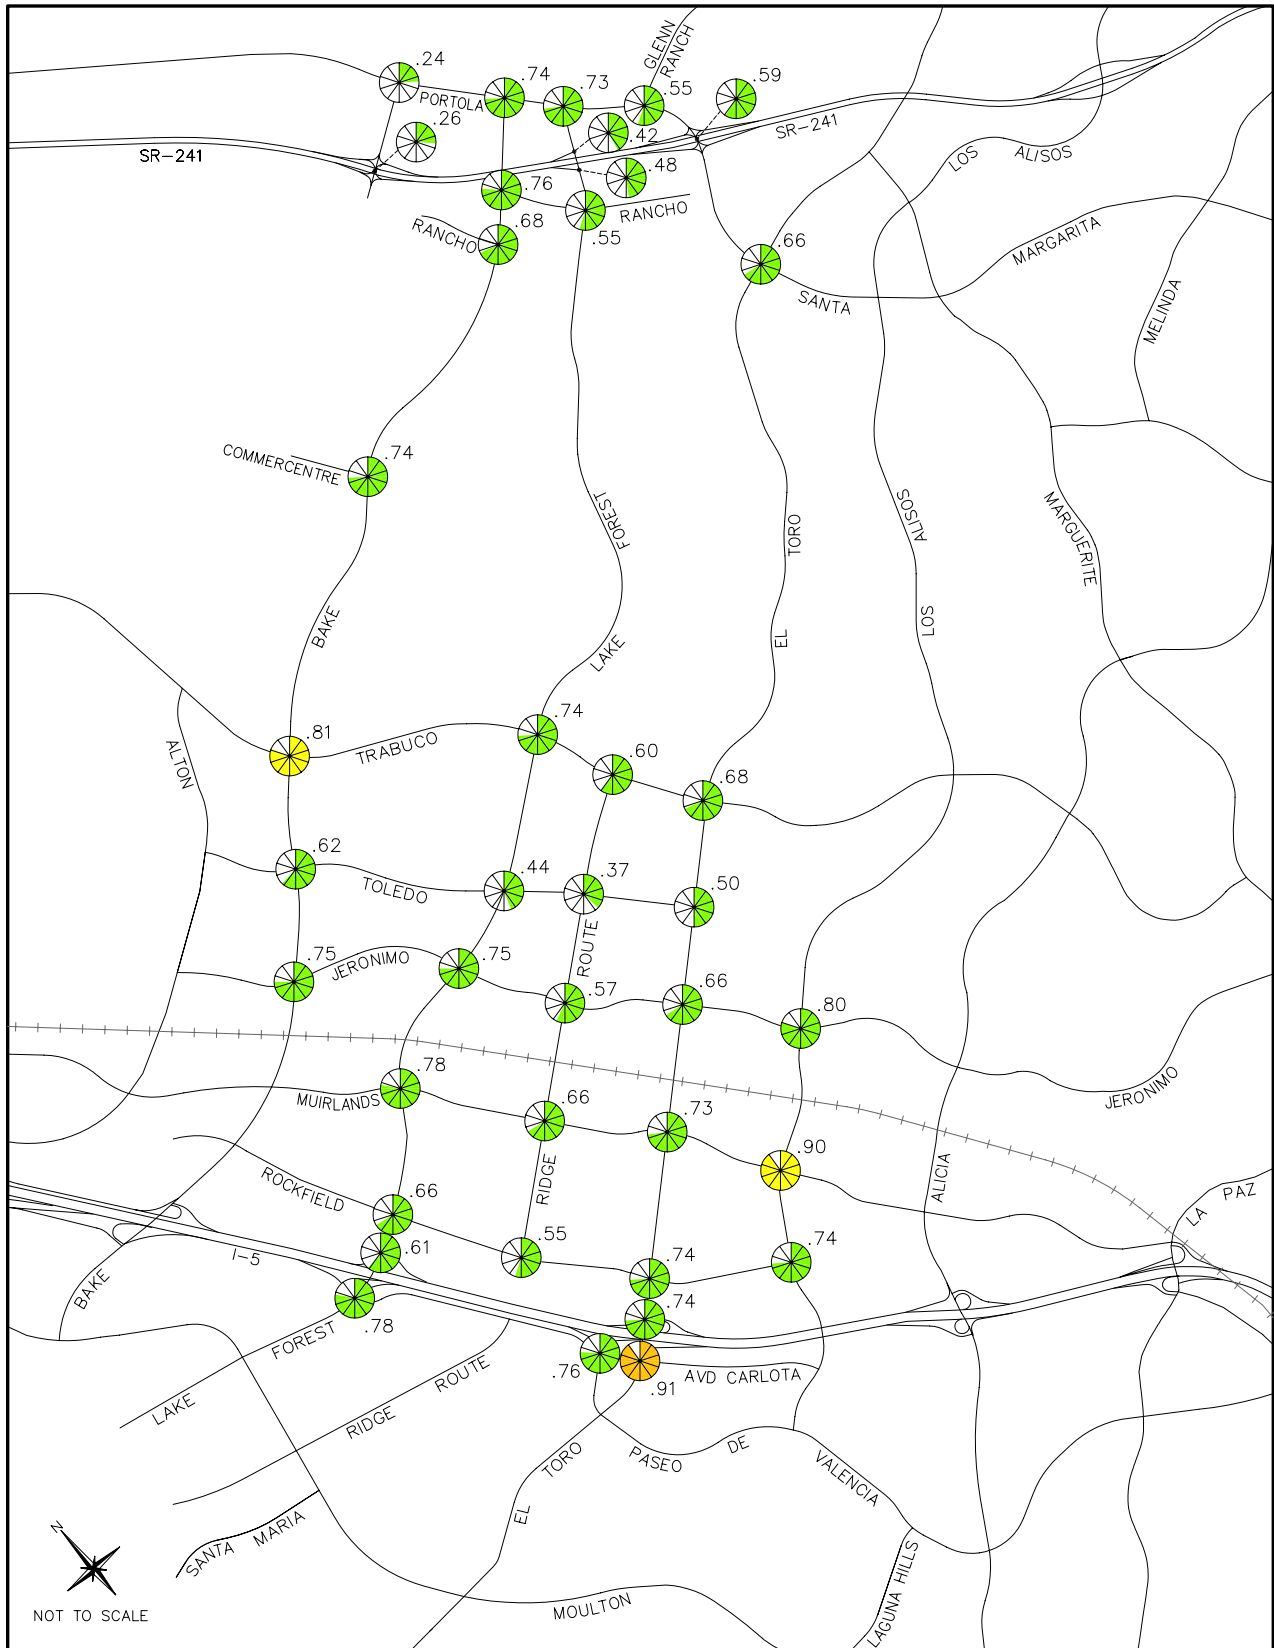 GLENN
RANCH
.24
.74
.73
.55
.59
PORTOLA
.26
.42
SR-241
SR-241
LOS
ALISOS
.48
.76
RANCHO
.68
RANCHO
.55
.66
MARGARITA
SANTA
MELINDA
COMMERCENTRE
.74
FOREST
TORO
ALISOS
MARGUERITE
BAKE
LAKE
EL
LOS
.81
TRABUCO
.74
.60
.68
ALTON
.62
TOLEDO
.44
.37
.50
.75
JERONIMO
.75
ROUTE
.57
.66
.80
.78
MUIRLANDS
.66
.73
JERONIMO
.90
ROCKFIELD
.66
RIDGE
ALICIA
LA PAZ
I-5
.61
.55
.74
.74
BAKE
.78
.74
FOREST
.76
.91
AVD CARLOTA
LAKE
ROUTE
RIDGE
TORO
PASEO
DE
VALENCIA
EL
SANTA
MARIA
LAGUNA HILLS
MOULTON
N
NOT TO SCALE